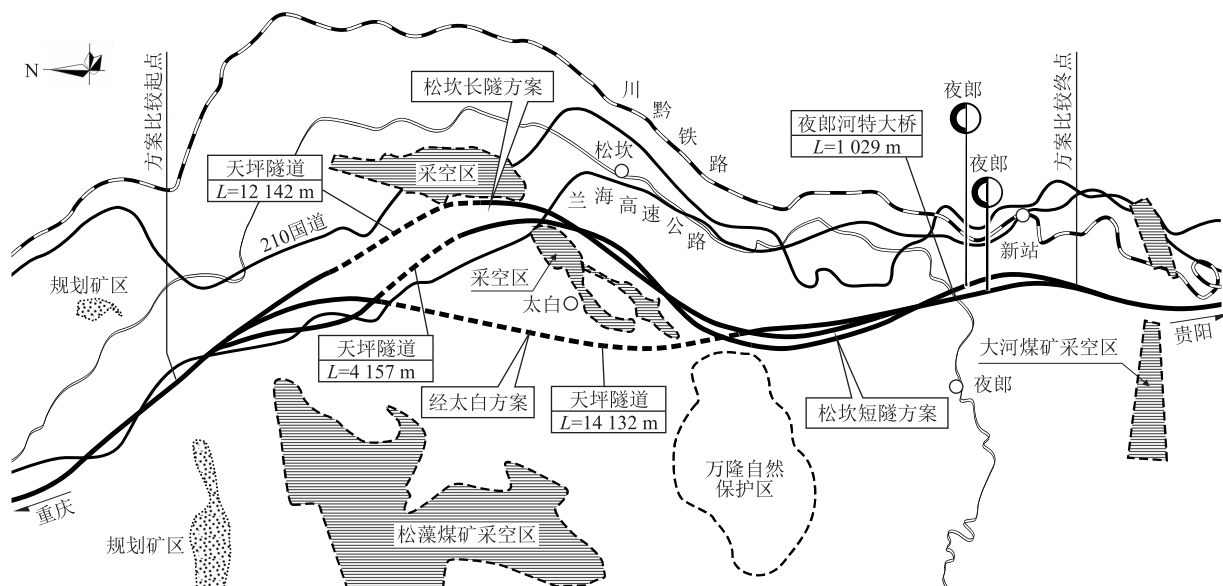 N
方案比较起点
松坎长隧方案
川黔铁路
夜郎
方案比较终点
夜郎河特大桥
L=1 029 m
天坪隧道
L=12 142 m
采空区
松坎
夜郎
210国道
兰海高速公路
新站
规划矿区
采空区
太白
贵阳
天坪隧道
L=4 157 m
大河煤矿采空区
经太白方案
天坪隧道
L=14 132 m
松坎短隧方案
夜郎
万隆自然
保护区
重庆
规划矿区
松藻煤矿采空区